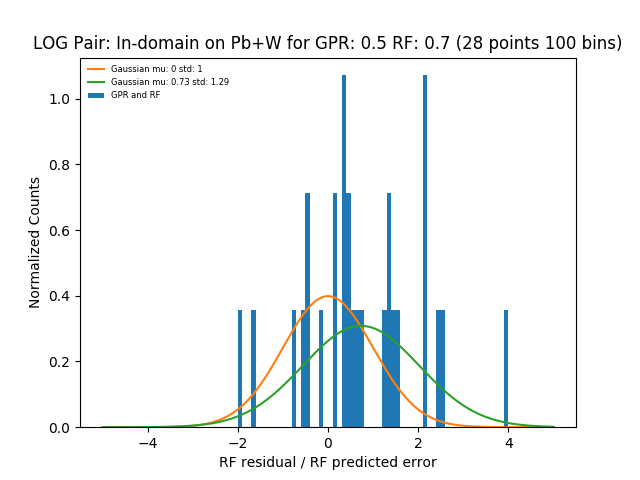 LOG Pair: In-domain on Pb+W for GPR: 0.5 RF: 0.7 (28 points 100 bins)
Gaussian mu: 0 std: 1
Gaussian mu: 0.73 std: 1.29
GPR and RF
1.0
0.8
0.6
0.4
0.2
0.0
Normalized Counts
−4
−2
0
2
4
RF residual / RF predicted error